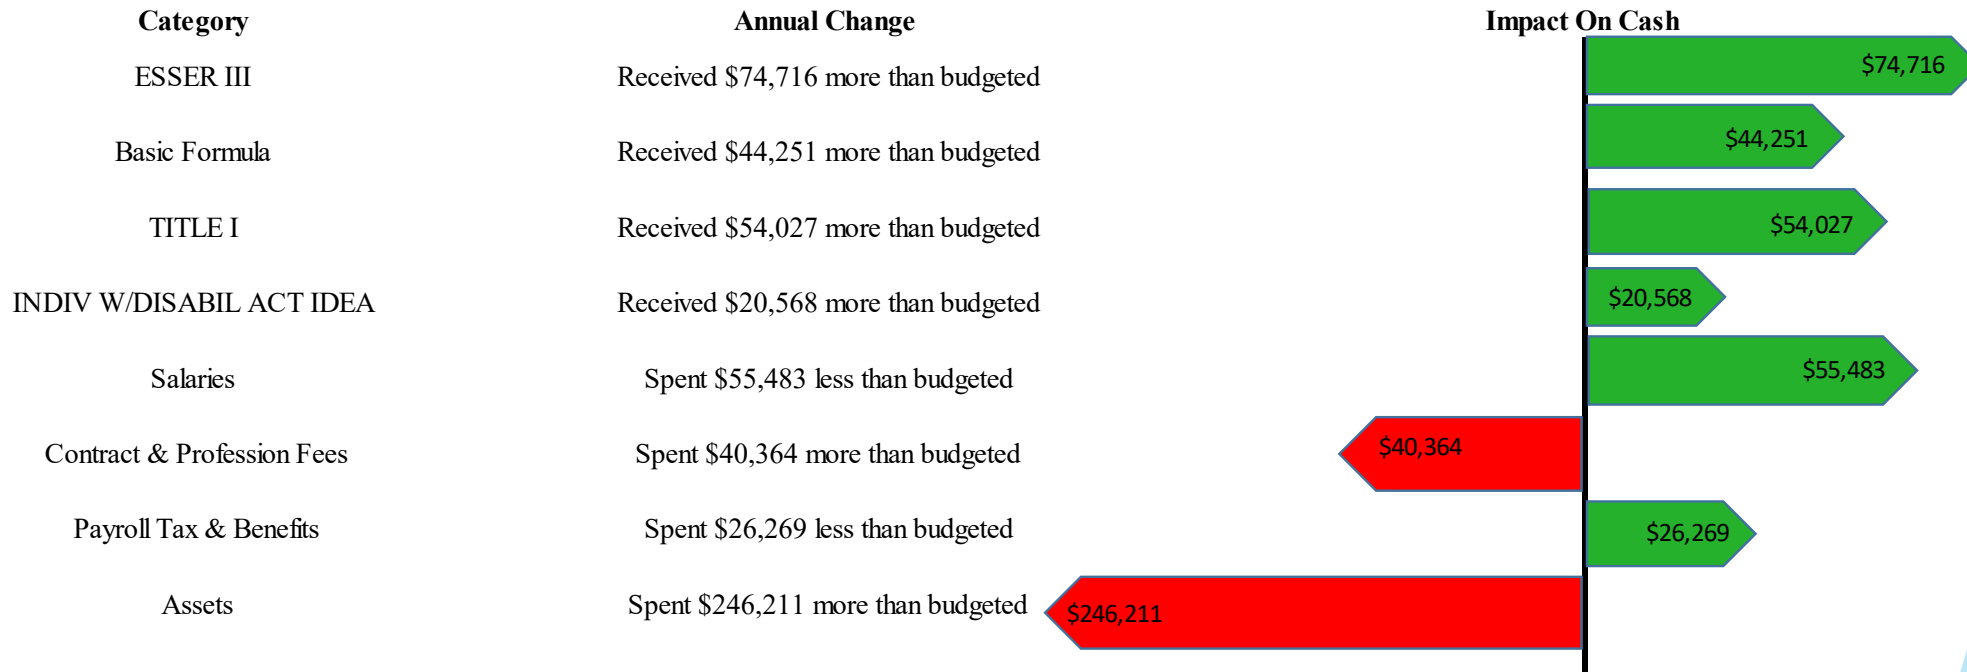 Category Annual Change Impact On Cash
ESSER III Received $74,716 more than budgeted $74,716
Basic Formula Received $44,251 more than budgeted $44,251
TITLE I Received $54,027 more than budgeted $54,027
INDIV W/DISABIL ACT IDEA Received $20,568 more than budgeted $20,568
Salaries Spent $55,483 less than budgeted $55,483
Contract & Profession Fees Spent $40,364 more than budgeted $40,364
Payroll Tax & Benefits Spent $26,269 less than budgeted $26,269
Assets Spent $246,211 more than budgeted $246,211